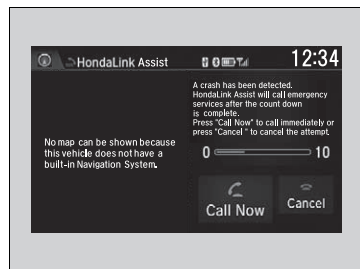 HondaLink Assist
12:34
A crash has been detected.
HondaLink Assist will call emergency
services after the count down
is complete.
Press "Call Now" to call immediately or
press "Cancel " to cancel the attempt.
No map can be shown because
this vehicle does not have a
built-in Navigation System.
0
10
Call Now
Cancel